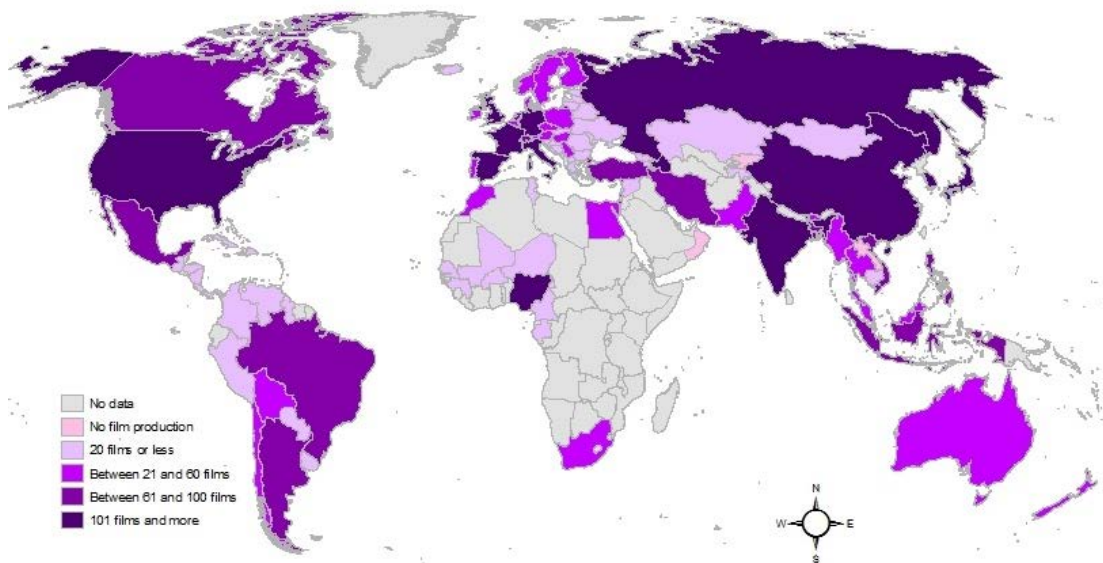 No data
No film production
20 films or less
Between 21 and 60 films
Between 61 and 100 films
101 films and more
N
W E
S